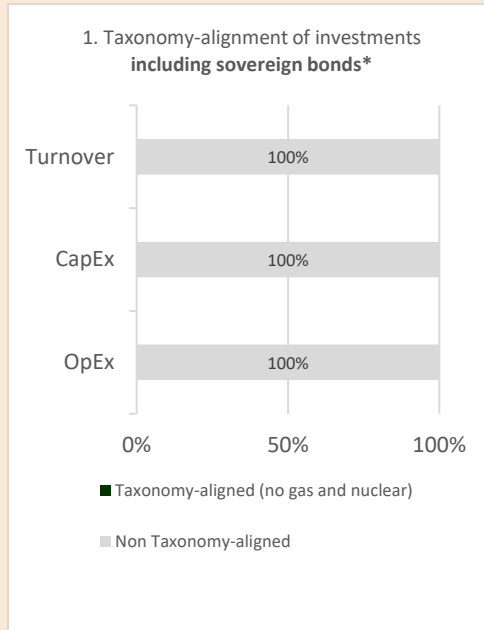 1. Taxonomy-alignment of investments
including sovereign bonds*
Turnover
100%
CapEx
100%
OpEx
100%
0%
50%
100%
Taxonomy-aligned (no gas and nuclear)
Non Taxonomy-aligned